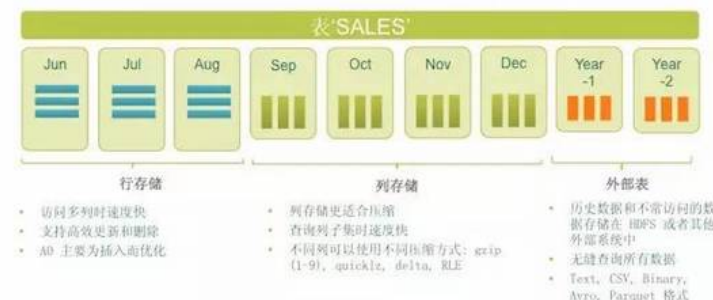 表'SALES'
Jun
Jul
Aug
Sep
Oct
Nov
Dec
Year
-1
Year
-2
行存储
列存储
外部表
• 访问多列时速度快
• 支持高效更新和删除
• AO 主要为插入而优化
• 列存储更适合压缩
• 查询列子集时速度快
• 不同列可以使用不同压缩方式: gzip
(1-9), quicklz, delta, RLE
• 历史数据和不常访问的数
据存储在 HDFS 或者其他
外部系统中
• 无缝查询所有数据
• Text, CSV, Binary,
Avro, Parquet 格式